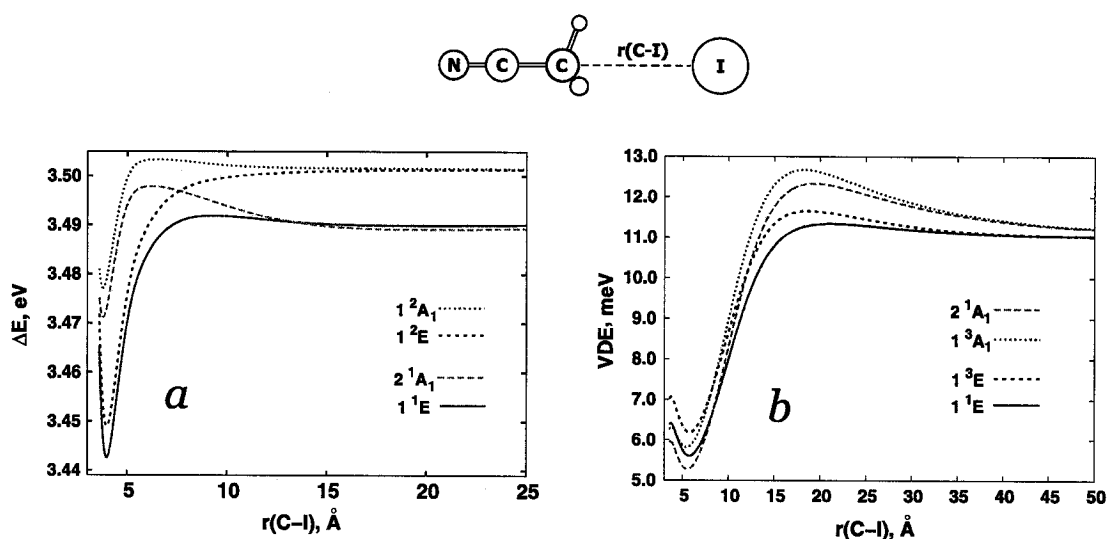 r(C-I)
N C C I
3.50
3.49
3.48
3.47
3.46
3.45
3.44
ΔE, eV
1 ²A₁
1 ²E
2 ¹A₁
1 ¹E
a
5 10 15 20 25
r(C–I), Å
13.0
12.0
11.0
10.0
9.0
8.0
7.0
6.0
5.0
VDE, meV
2 ¹A₁
1 ³A₁
1 ³E
1 ¹E
b
5 10 15 20 25 30 35 40 45 50
r(C–I), Å